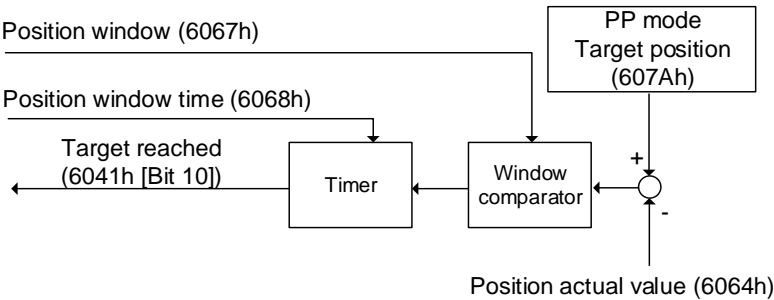 Position window (6067h)
PP mode
Target position
(607Ah)
Position window time (6068h)
Target reached
(6041h [Bit 10])
Timer
Window
comparator
+
-
Position actual value (6064h)